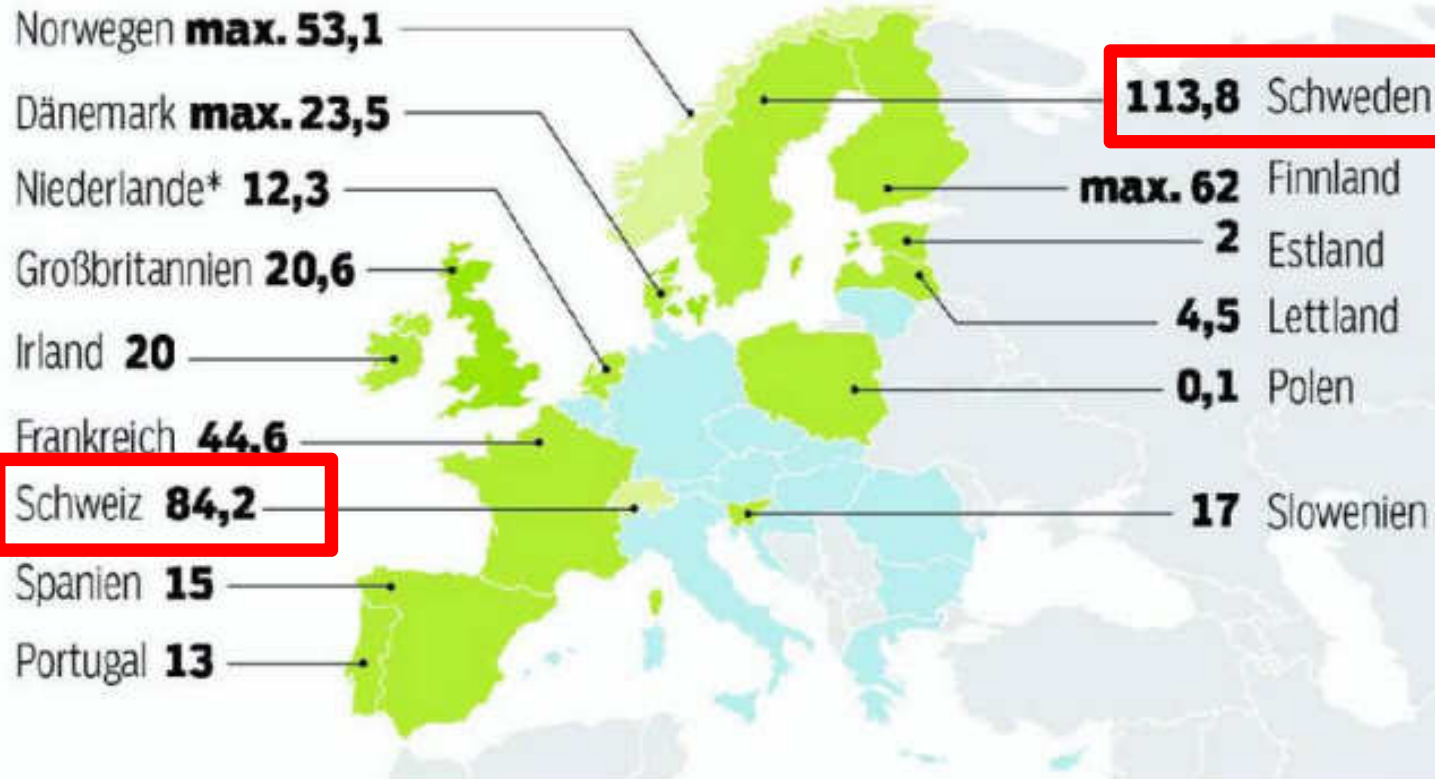 Norwegen max. 53,1
Dänemark max. 23,5
Niederlande* 12,3
Großbritannien 20,6
Irland 20
Frankreich 44,6
Schweiz 84,2
Spanien 15
Portugal 13
113,8 Schweden
max. 62 Finnland
2 Estland
4,5 Lettland
0,1 Polen
17 Slowenien